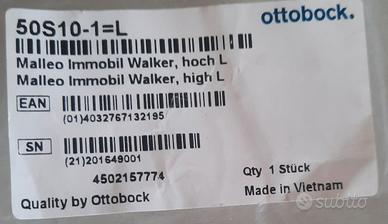 ottobock.
50S10-1=L
Malleo Immobil Walker, hoch L
Malleo Immobil Walker, high L
EAN
(01)4032767132195
SN
(21)201649001
4502157774
Qty 1 Stück
Quality by Ottobock
Made in Vietnam
subito